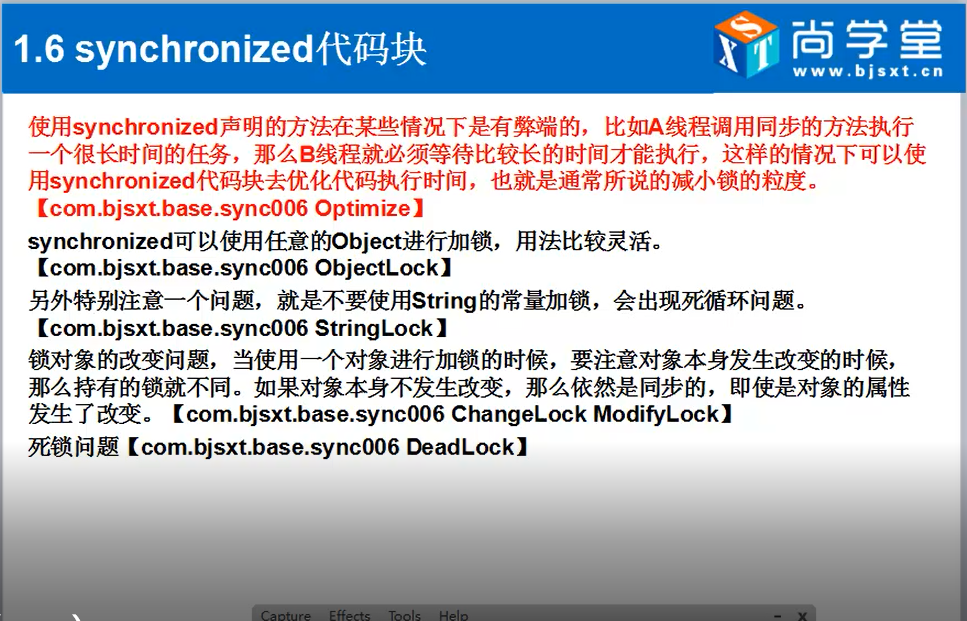 1.6 synchronized代码块
XST 尚学堂
www.bjsxt.cn
使用synchronized声明的方法在某些情况下是有弊端的，比如A线程调用同步的方法执行
一个很长时间的任务，那么B线程就必须等待比较长的时间才能执行，这样的情况下可以使
用synchronized代码块去优化代码执行时间，也就是通常所说的减小锁的粒度。
【com.bjsxt.base.sync006 Optimize】
synchronized可以使用任意的Object进行加锁，用法比较灵活。
【com.bjsxt.base.sync006 ObjectLock】
另外特别注意一个问题，就是不要使用String的常量加锁，会出现死循环问题。
【com.bjsxt.base.sync006 StringLock】
锁对象的改变问题，当使用一个对象进行加锁的时候，要注意对象本身发生改变的时候，
那么持有的锁就不同。如果对象本身不发生改变，那么依然是同步的，即使是对象的属性
发生了改变。【com.bjsxt.base.sync006 ChangeLock ModifyLock】
死锁问题【com.bjsxt.base.sync006 DeadLock】
Capture Effects Tools Help